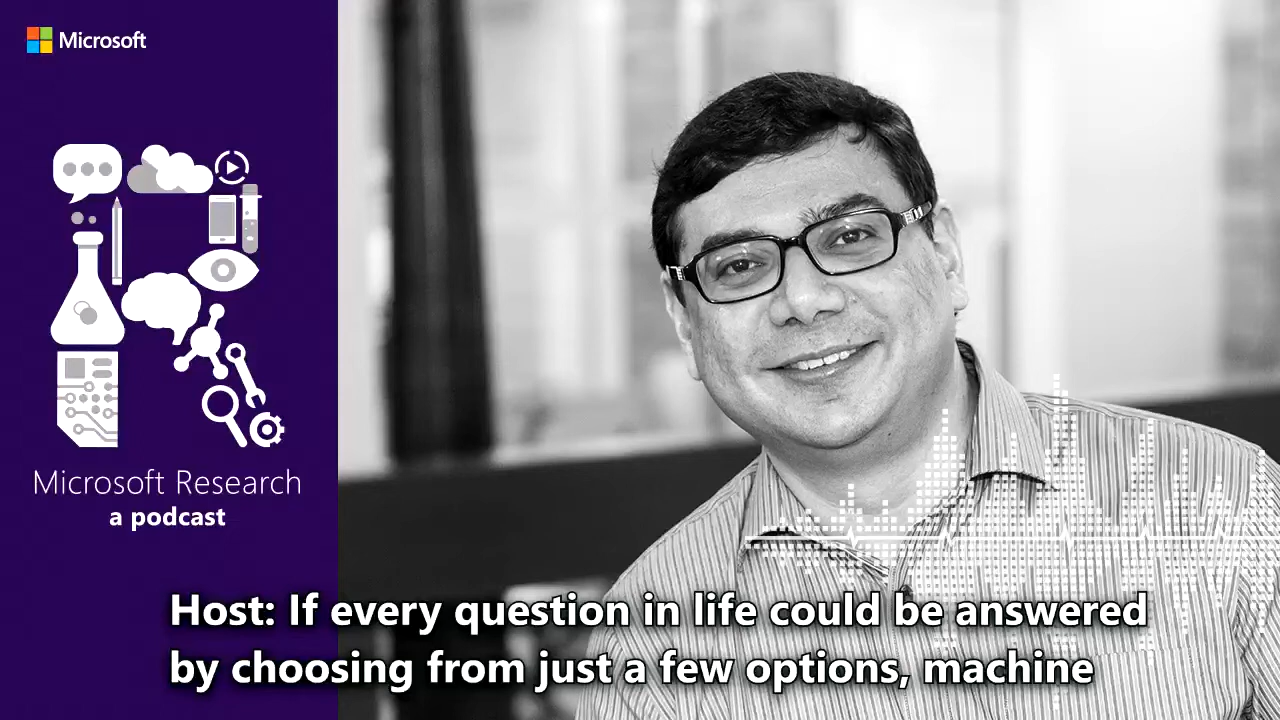 Microsoft
Microsoft Research
a podcast
Host: If every question in life could be answered
by choosing from just a few options, machine